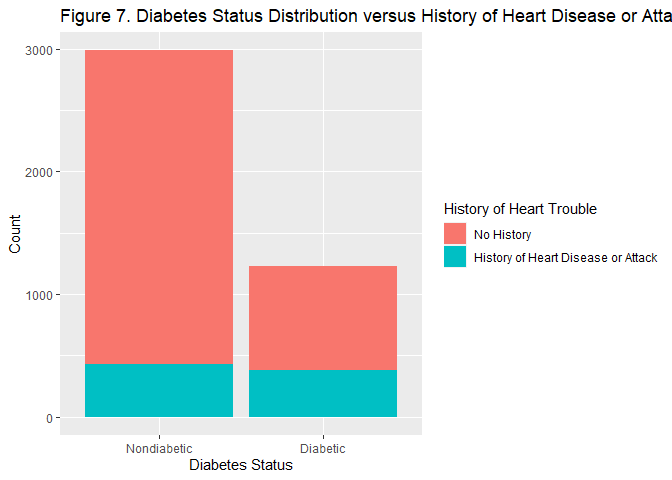 Figure 7. Diabetes Status Distribution versus History of Heart Disease or Atta
3000
2000
1000
0
Count
Nondiabetic
Diabetic
Diabetes Status
History of Heart Trouble
No History
History of Heart Disease or Attack